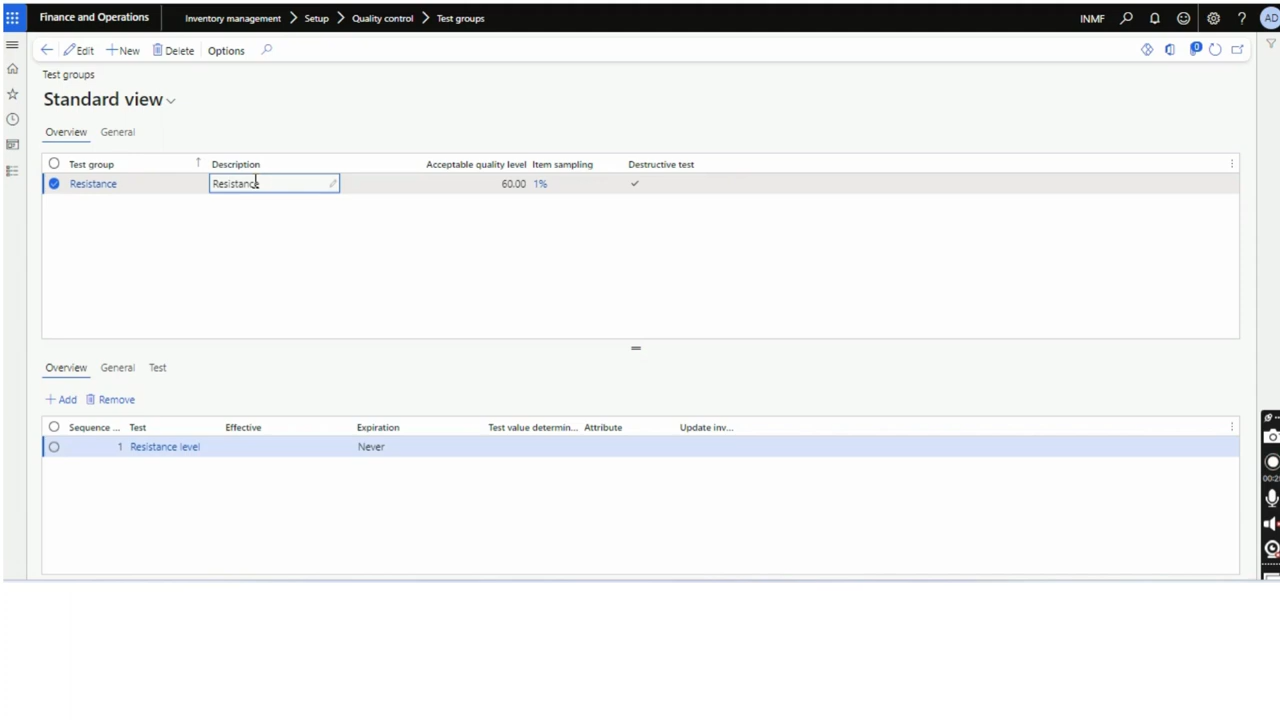 Finance and Operations Inventory management Setup Quality control Test groups INMF ? AD
Edit New Delete Options 0
Test groups
Standard view
Overview General
Test group Description Acceptable quality level Item sampling Destructive test
Resistance Resistance 60.00 1%
Overview General Test
Add Remove
Sequence ... Test Effective Expiration Test value determin... Attribute Update inv...
1 Resistance level Never